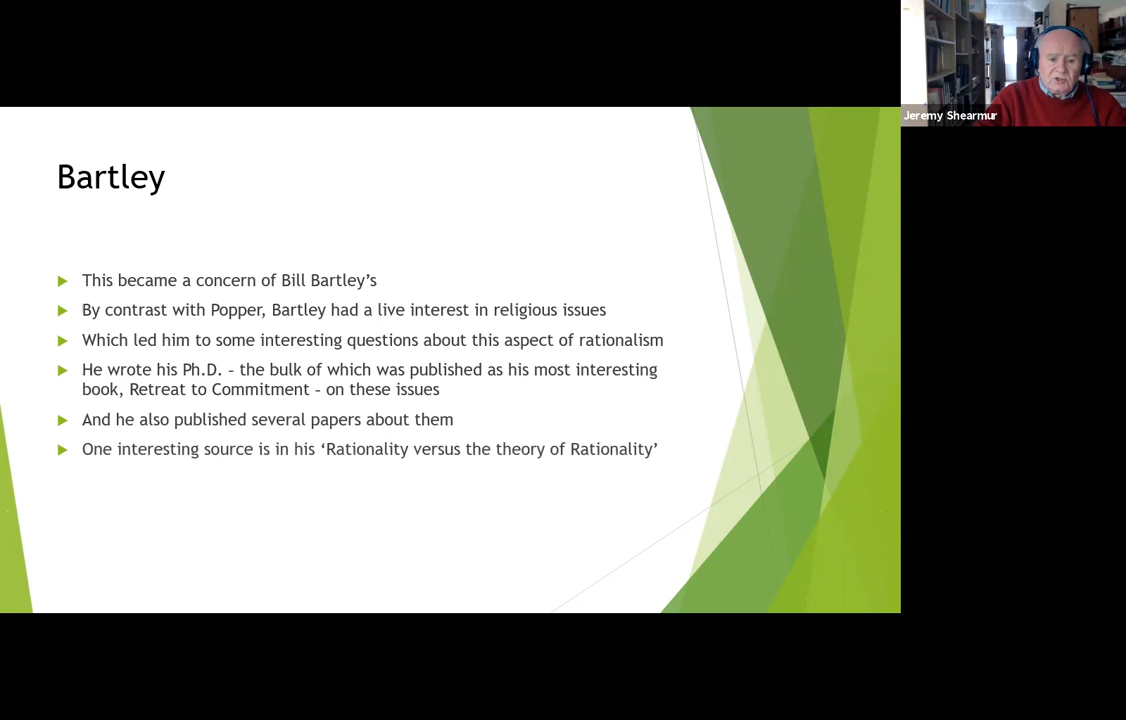 Jeremy Shearmur
Bartley
This became a concern of Bill Bartley’s
By contrast with Popper, Bartley had a live interest in religious issues
Which led him to some interesting questions about this aspect of rationalism
He wrote his Ph.D. – the bulk of which was published as his most interesting
book, Retreat to Commitment – on these issues
And he also published several papers about them
One interesting source is in his ‘Rationality versus the theory of Rationality’